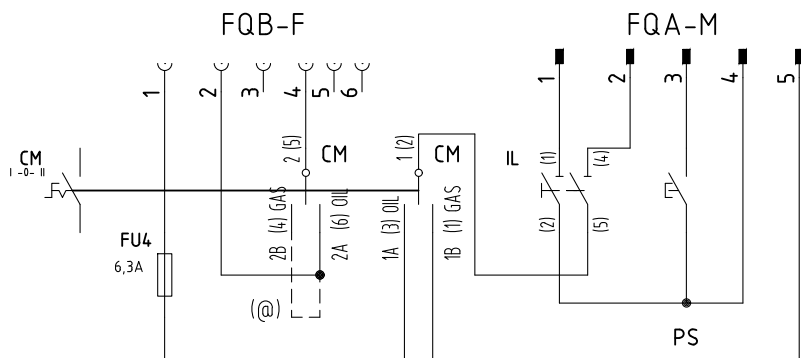 FQB-F
FQA-M
1 2 3 4 5 6
1 2 3 4 5
CM
I -0- II
2 (5)
CM
1 (2)
CM
IL
(1)
(4)
(2)
(5)
2B (4) GAS
2A (6) OIL
1A (3) OIL
1B (1) GAS
FU4
6,3A
(@)
PS